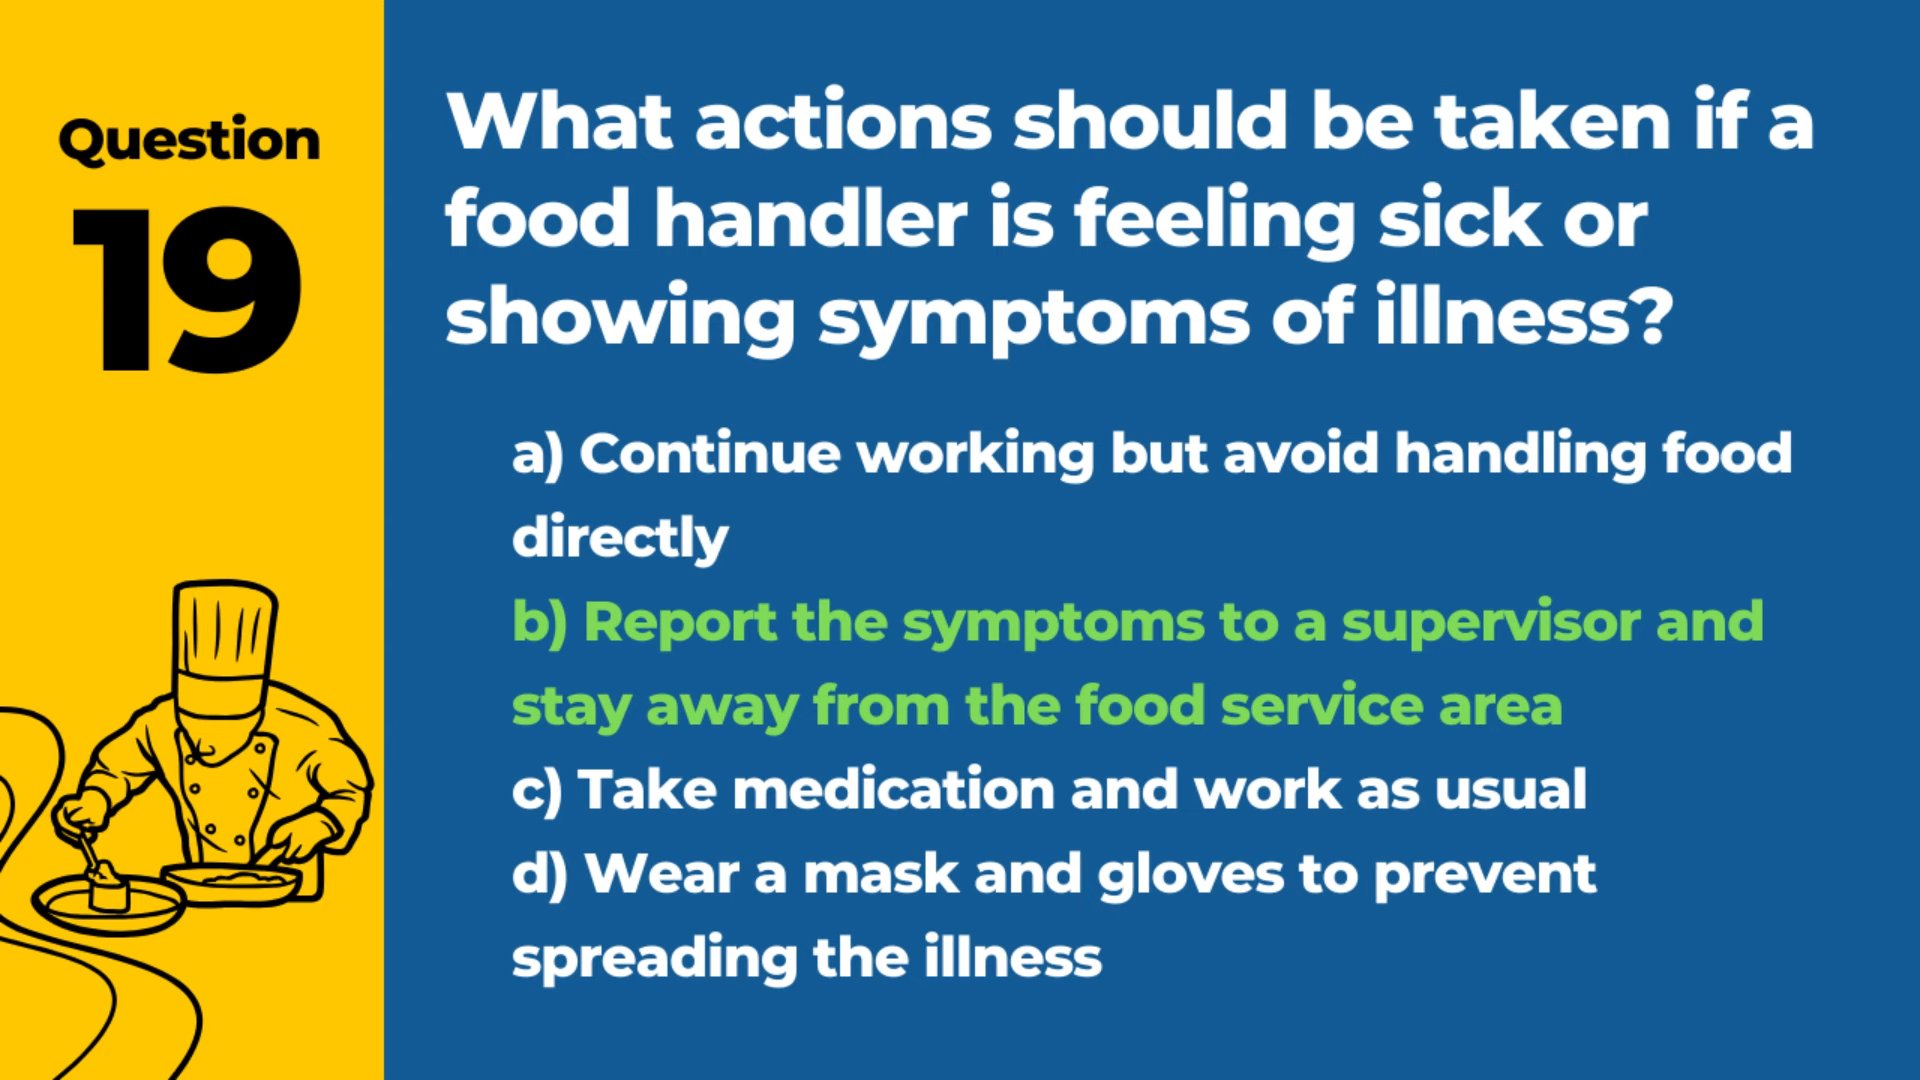 Question
19
What actions should be taken if a
food handler is feeling sick or
showing symptoms of illness?
a) Continue working but avoid handling food
directly
b) Report the symptoms to a supervisor and
stay away from the food service area
c) Take medication and work as usual
d) Wear a mask and gloves to prevent
spreading the illness